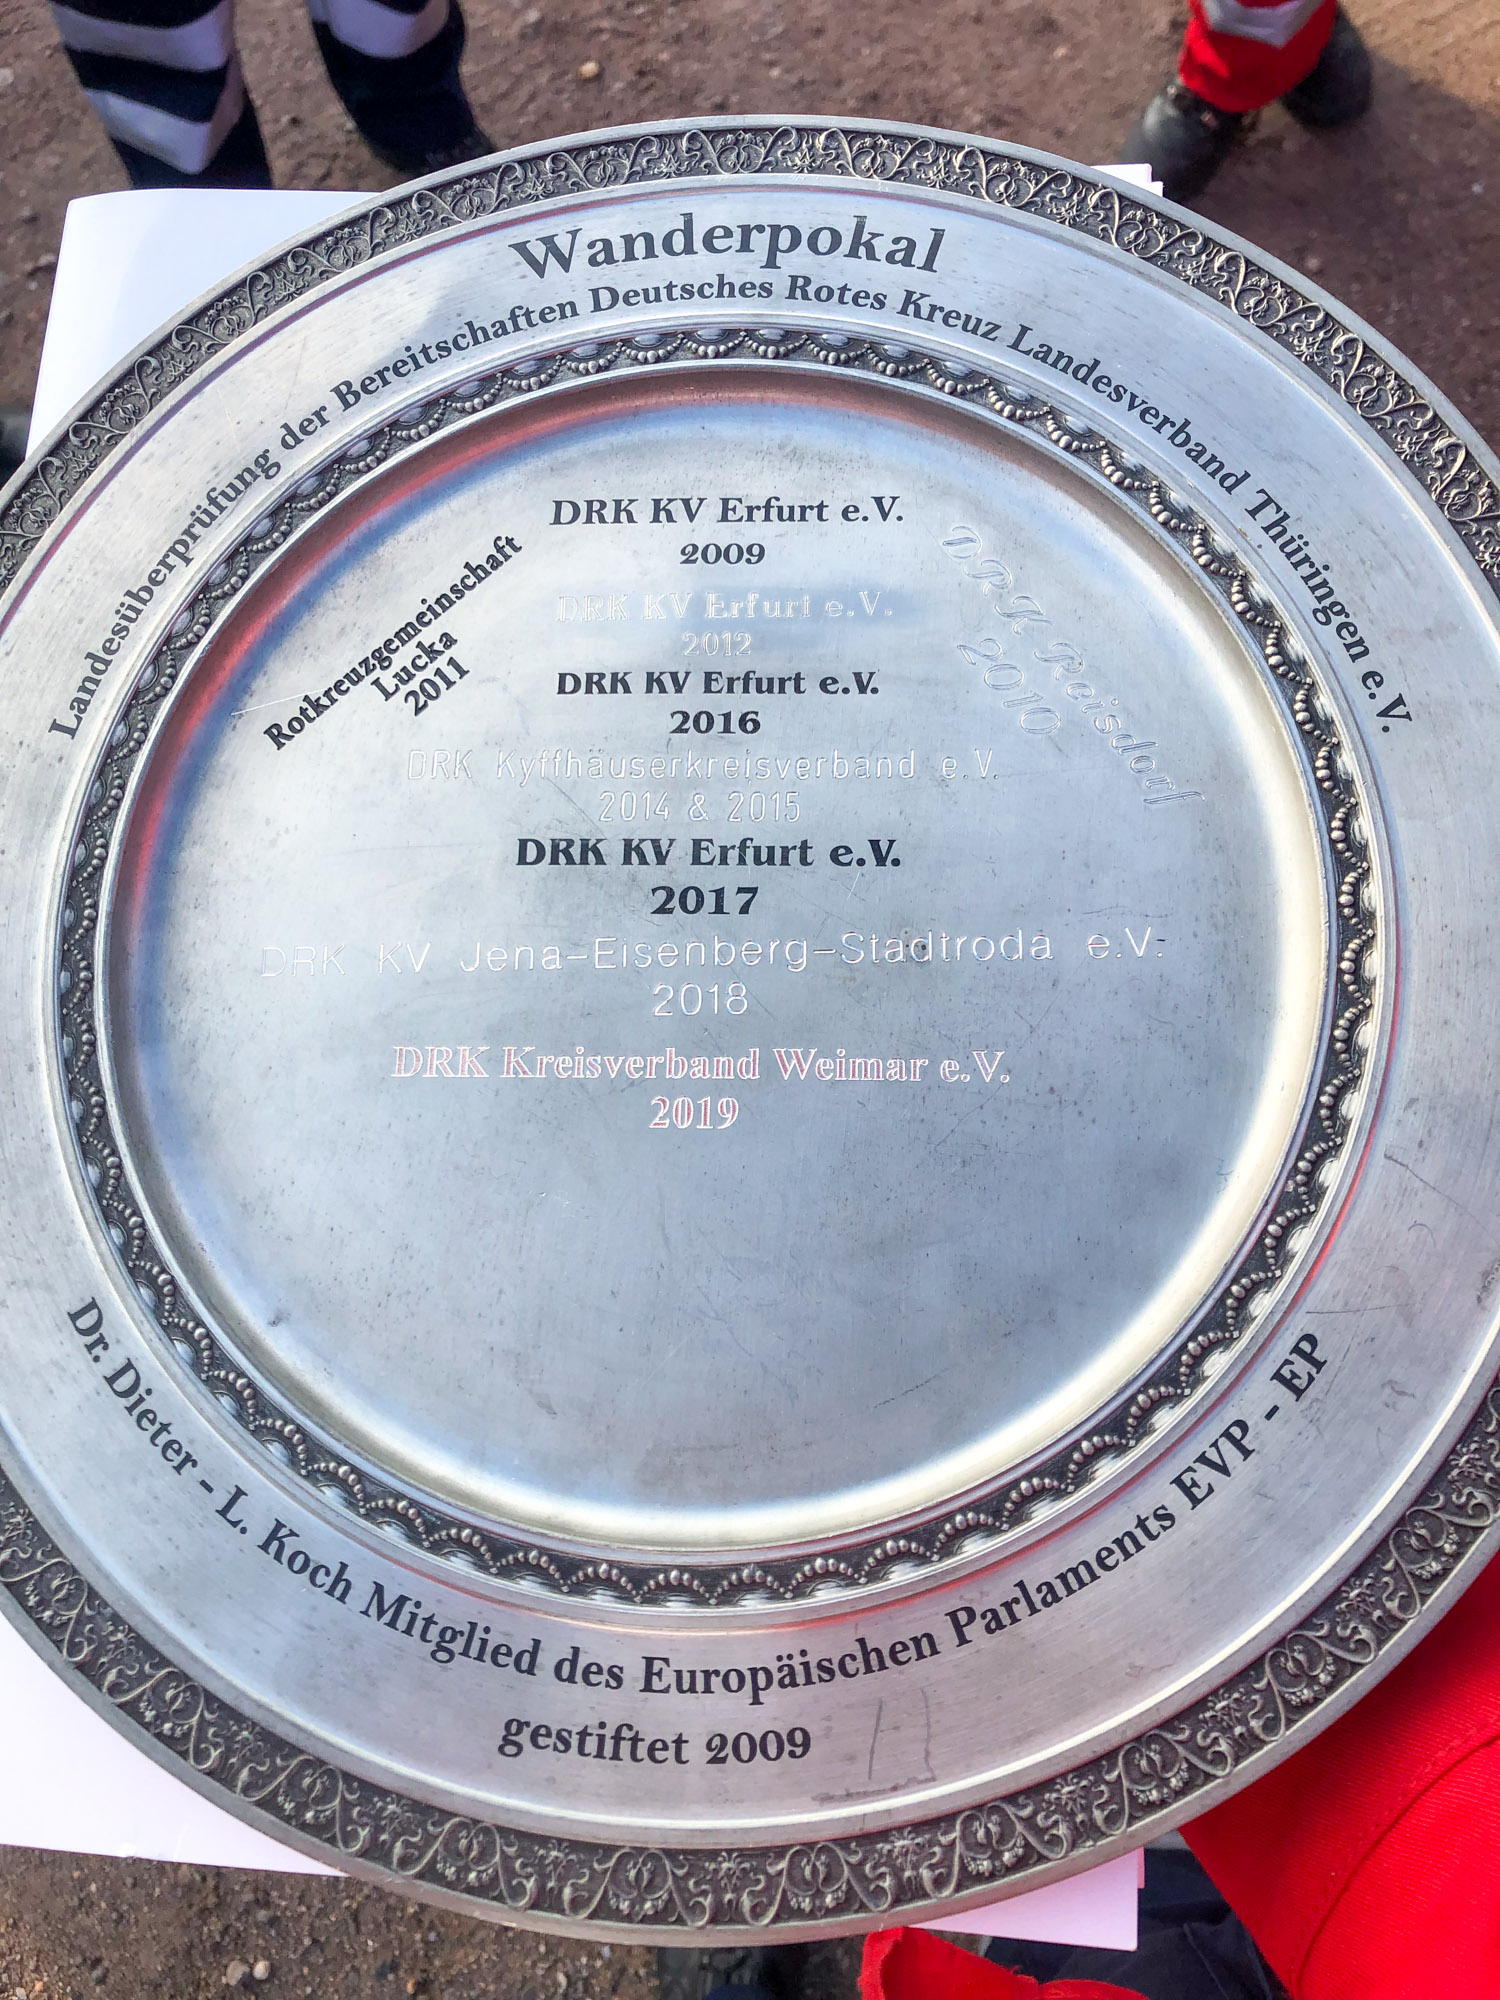 Wanderpokal
Landesüberprüfung der Bereitschaften Deutsches Rotes Kreuz Landesverband Thüringen e.V.
DRK KV Erfurt e.V.
2009
Rotkreuzgemeinschaft
Lucka
2011
DRK Reisdorf
2010
DRK KV Erfurt e.V.
2012
DRK KV Erfurt e.V.
2016
DRK Kyffhäuserkreisverband e.V.
2014 & 2015
DRK KV Erfurt e.V.
2017
DRK KV Jena-Eisenberg-Stadtroda e.V.
2018
DRK Kreisverband Weimar e.V.
2019
Dr. Dieter - L. Koch Mitglied des Europäischen Parlaments EVP - EP
gestiftet 2009